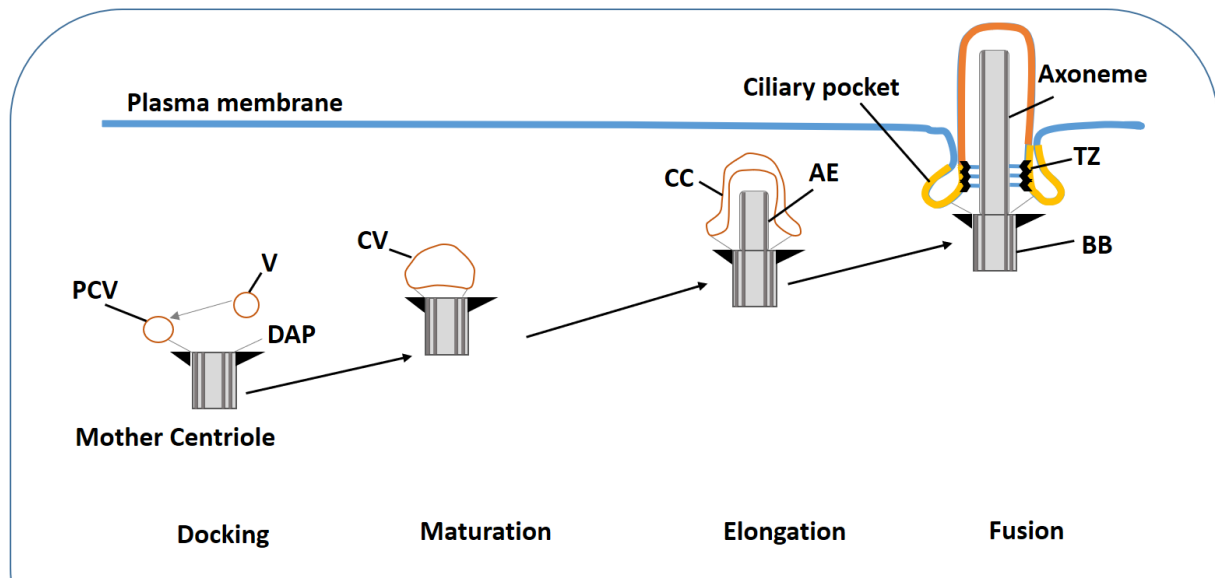 Plasma membrane
Ciliary pocket
Axoneme
TZ
BB
CC
AE
CV
V
PCV
DAP
Mother Centriole
Docking
Maturation
Elongation
Fusion